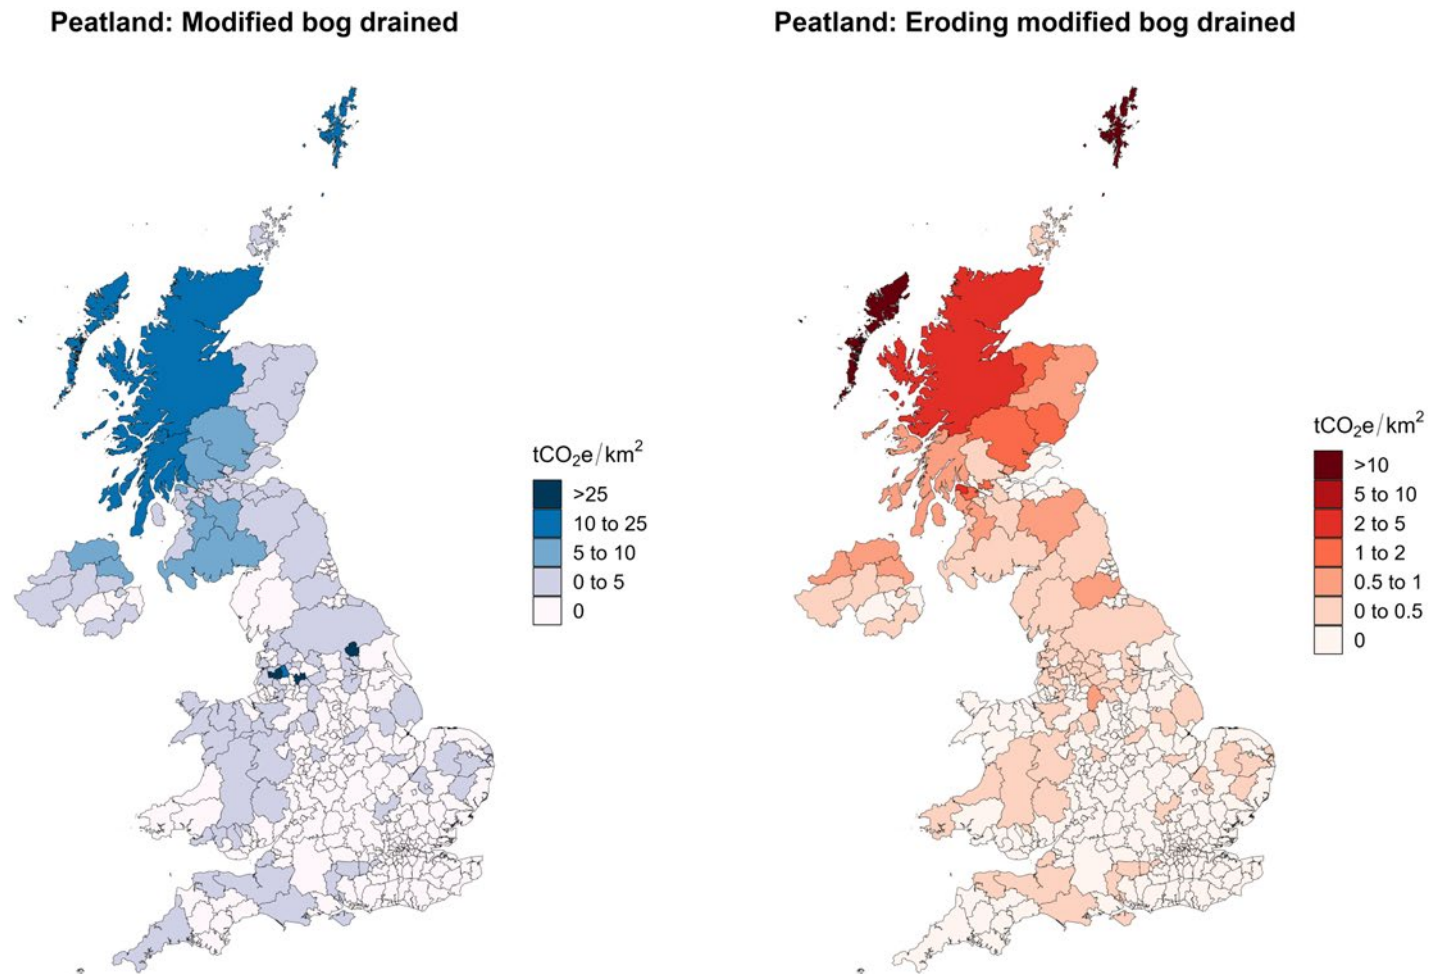 Peatland: Modified bog drained
Peatland: Eroding modified bog drained
tCO₂e/km²
>25
10 to 25
5 to 10
0 to 5
0
tCO₂e/km²
>10
5 to 10
2 to 5
1 to 2
0.5 to 1
0 to 0.5
0